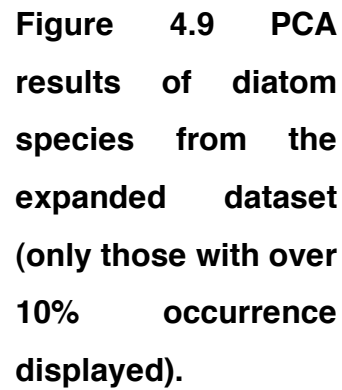 Figure 4.9 PCA
results of diatom
species from the
expanded dataset
(only those with over
10% occurrence
displayed).